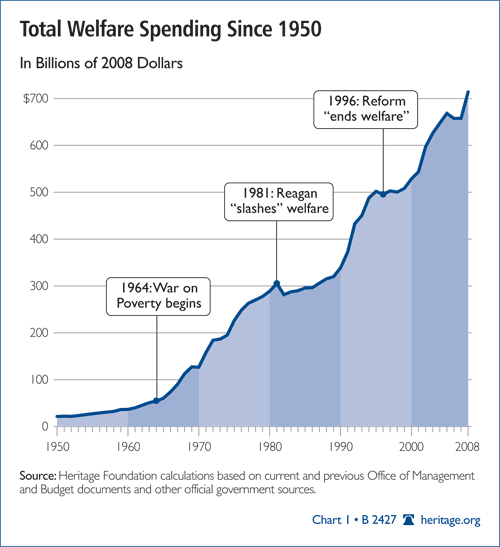 Total Welfare Spending Since 1950
In Billions of 2008 Dollars
$700
600
500
400
300
200
100
0
1996: Reform
“ends welfare”
1981: Reagan
“slashes” welfare
1964: War on
Poverty begins
1950 1960 1970 1980 1990 2000 2008
Source: Heritage Foundation calculations based on current and previous Office of Management
and Budget documents and other official government sources.
Chart 1 • B 2427 heritage.org